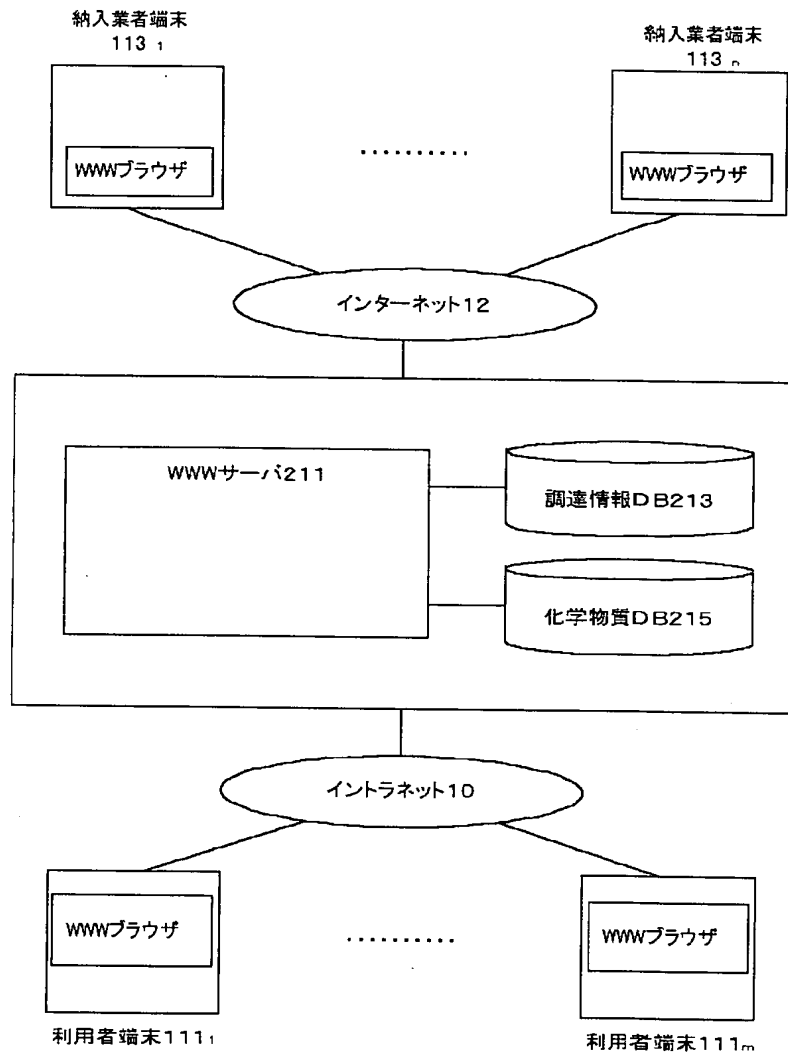 納入業者端末
113 1
納入業者端末
113 n
WWWブラウザ
‥‥‥‥‥
WWWブラウザ
インターネット12
WWWサーバ211
調達情報DB213
化学物質DB215
イントラネット10
WWWブラウザ
‥‥‥‥‥
WWWブラウザ
利用者端末111 1
利用者端末111 m